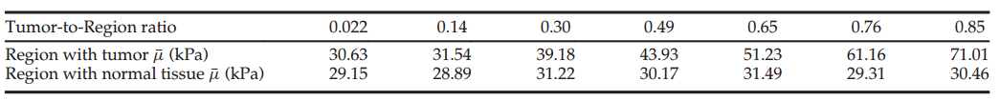 Tumor-to-Region ratio 0.022 0.14 0.30 0.49 0.65 0.76 0.85
Region with tumor μ̄ (kPa) 30.63 31.54 39.18 43.93 51.23 61.16 71.01
Region with normal tissue μ̄ (kPa) 29.15 28.89 31.22 30.17 31.49 29.31 30.46